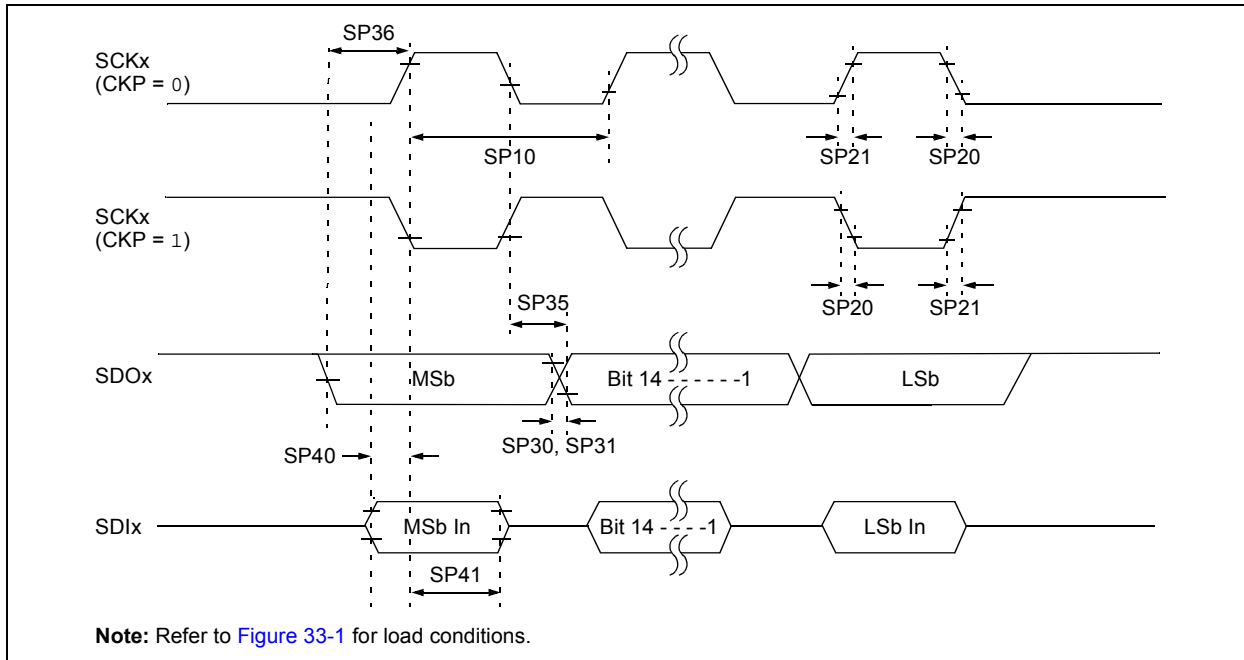 SP36
SCKx
(CKP = 0)
SP10
SP21
SP20
SCKx
(CKP = 1)
SP35
SP20
SP21
SDOx
MSb
Bit 14 - - - - - -1
LSb
SP30, SP31
SP40
SDIx
MSb In
Bit 14 - - - -1
LSb In
SP41
Note: Refer to Figure 33-1 for load conditions.